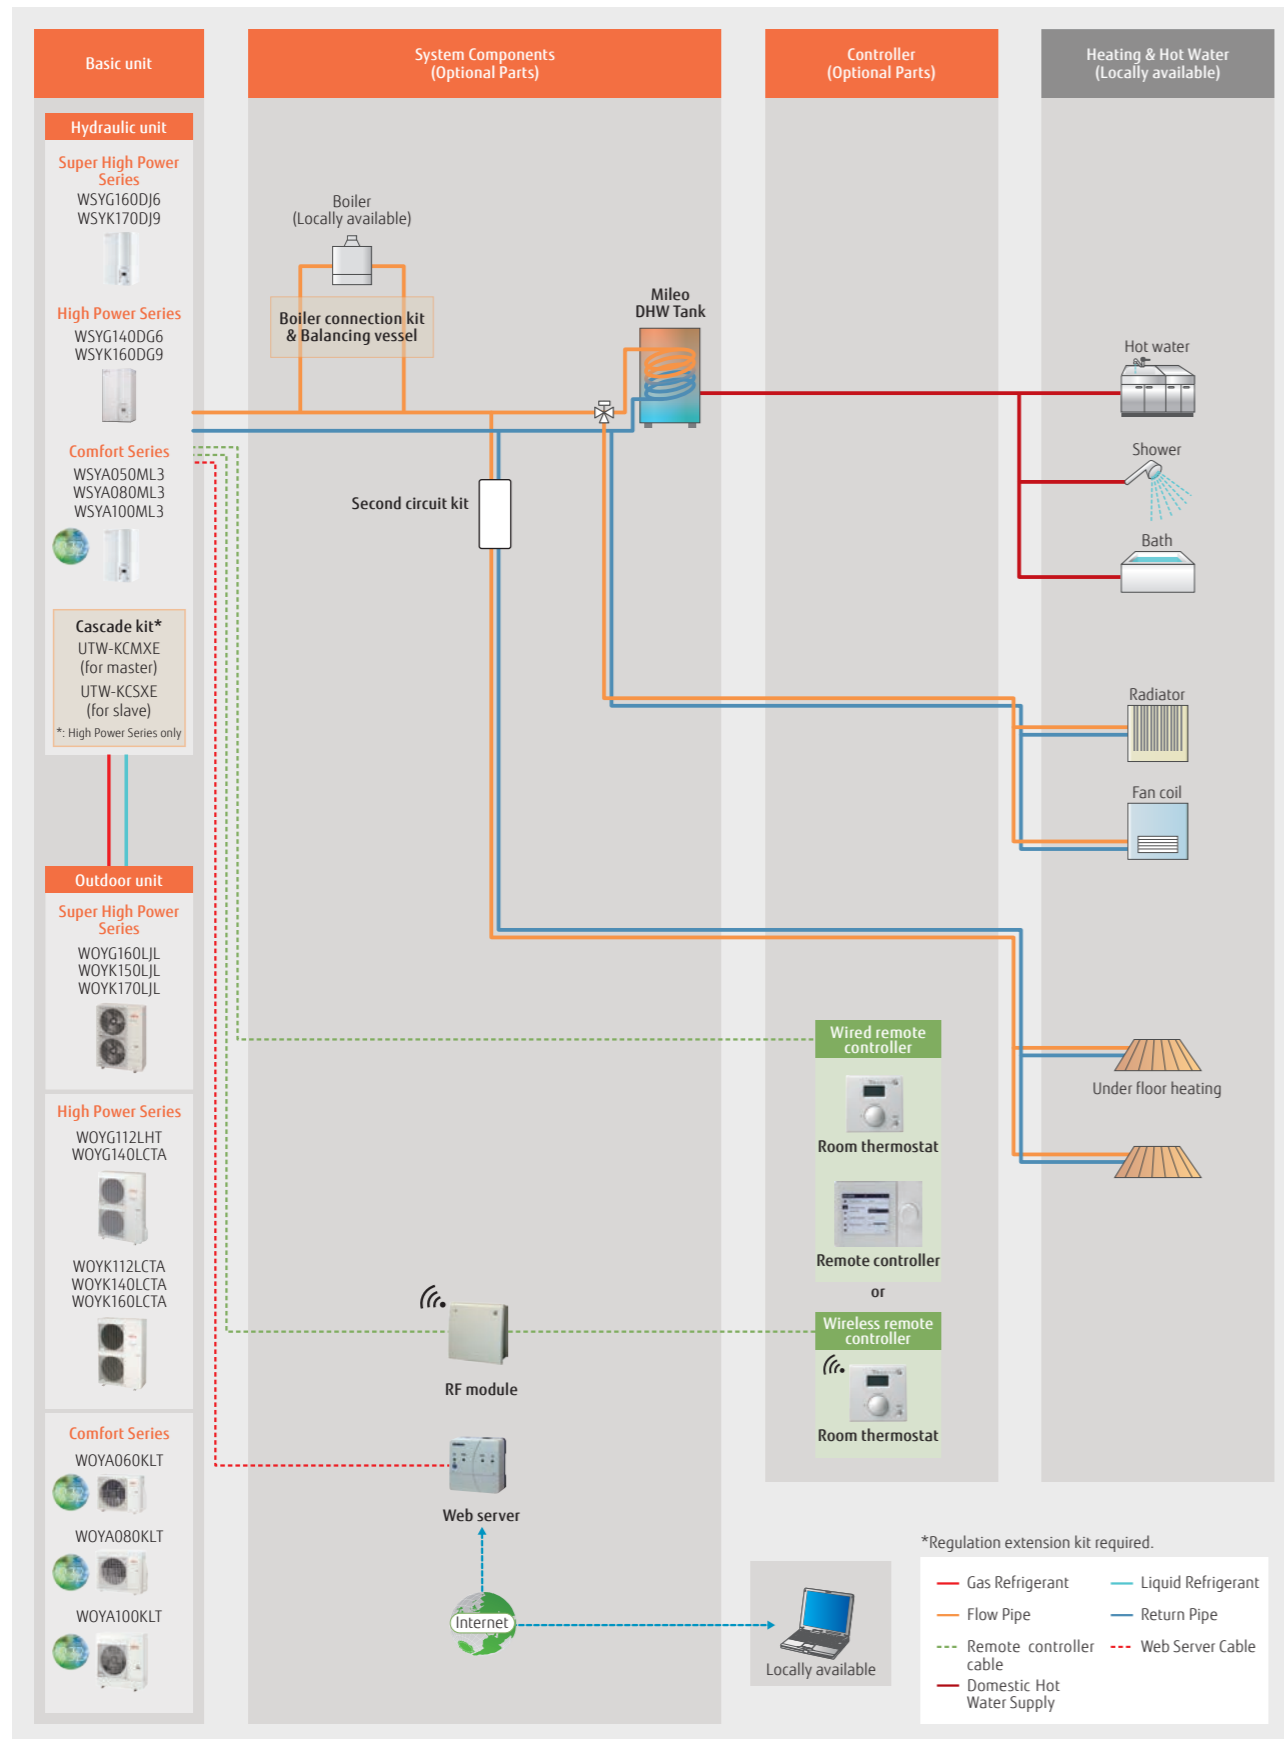 Basic unit
System Components
(Optional Parts)
Controller
(Optional Parts)
Heating & Hot Water
(Locally available)
Hydraulic unit
Super High Power
Series
WSYG160DJ6
WSYK170DJ9
High Power Series
WSYG140DG6
WSYK160DG9
Comfort Series
WSYA050ML3
WSYA080ML3
WSYA100ML3
Cascade kit*
UTW-KCMXE
(for master)
UTW-KCSXE
(for slave)
*: High Power Series only
Outdoor unit
Super High Power
Series
WOYG160LJL
WOYK150LJL
WOYK170LJL
High Power Series
WOYG112LHT
WOYG140LCTA
WOYK112LCTA
WOYK140LCTA
WOYK160LCTA
Comfort Series
WOYA060KLT
WOYA080KLT
WOYA100KLT
Boiler
(Locally available)
Boiler connection kit
& Balancing vessel
Mileo
DHW Tank
Second circuit kit
RF module
Web server
Internet
Locally available
Wired remote
controller
Room thermostat
Remote controller
or
Wireless remote
controller
Room thermostat
Hot water
Shower
Bath
Radiator
Fan coil
Under floor heating
*Regulation extension kit required.
Gas Refrigerant
Liquid Refrigerant
Flow Pipe
Return Pipe
Remote controller
cable
Web Server Cable
Domestic Hot
Water Supply